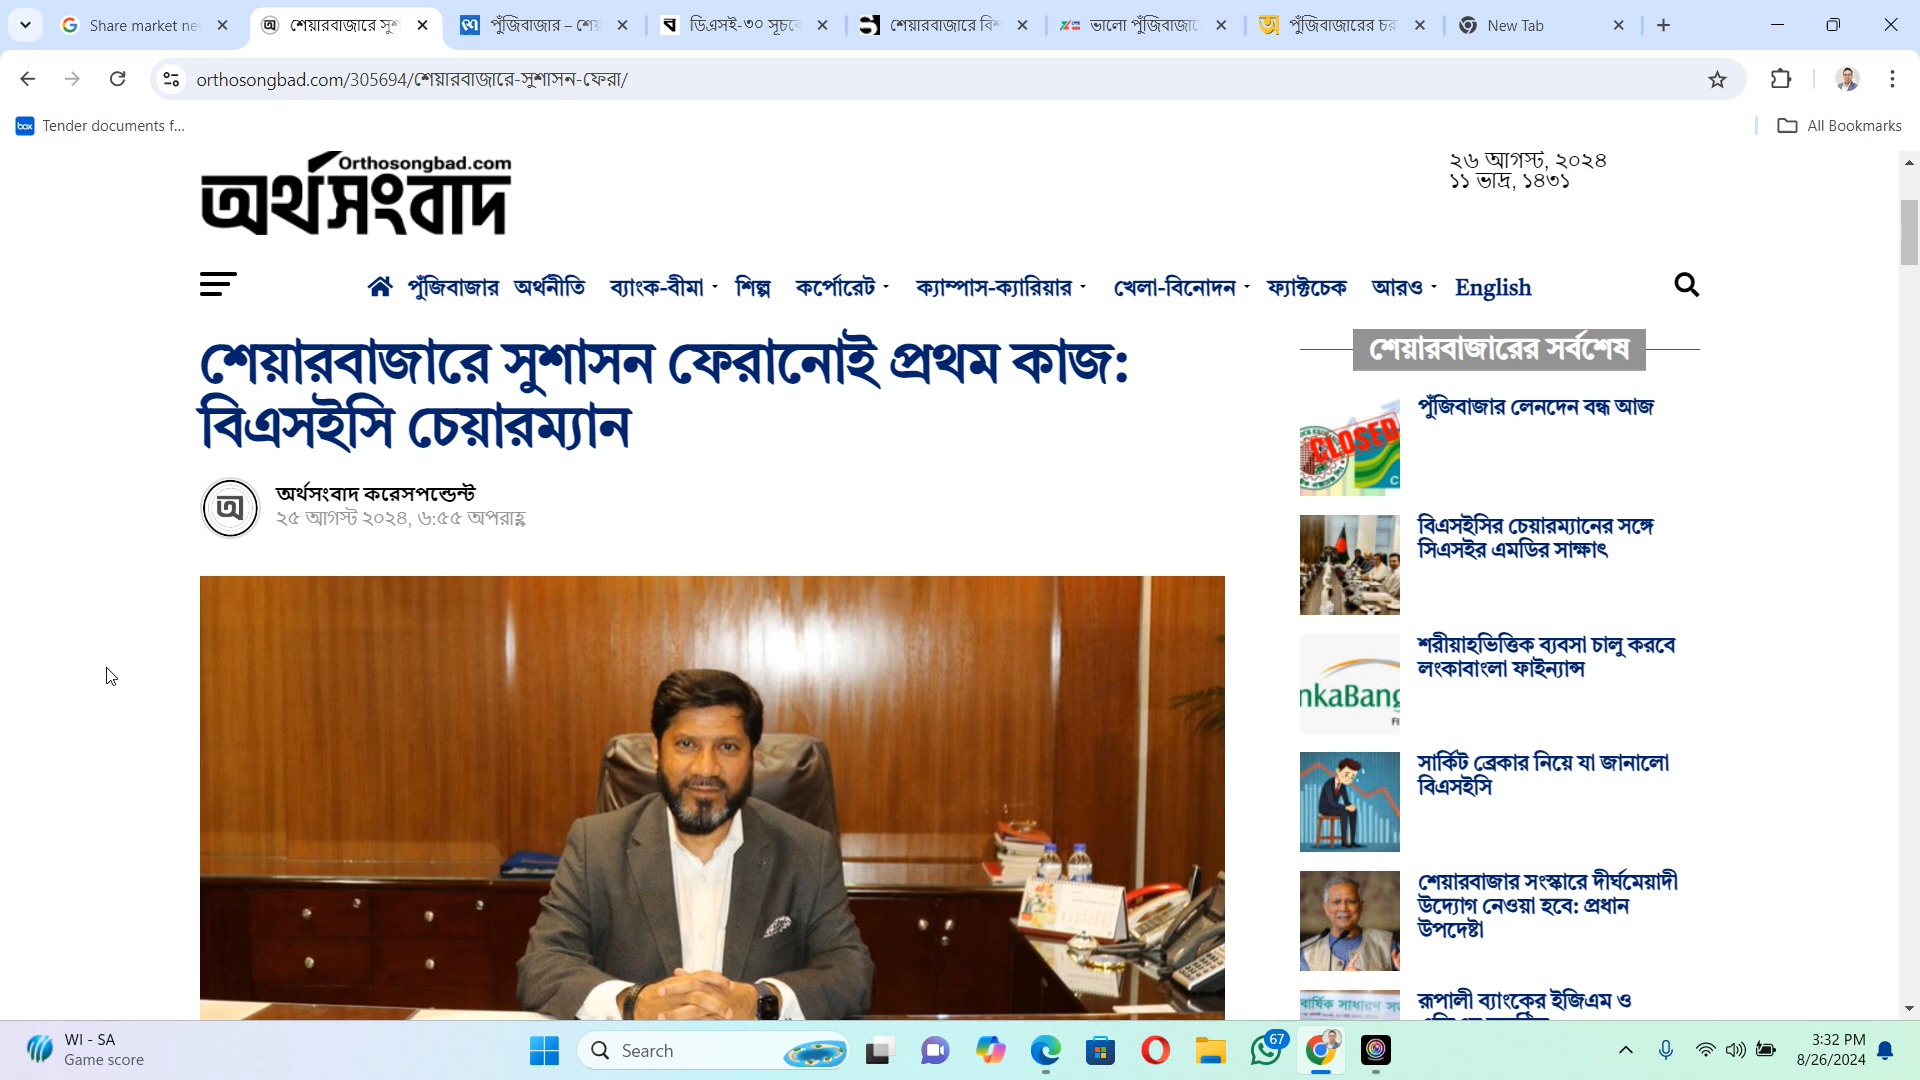 Share market ne
শেয়ারবাজারে সুশ
পুঁজিবাজার – শে
ডিএসই-৩০ সূচকে
শেয়ারবাজারে বি
ভালো পুঁজিবাজা
পুঁজিবাজারের চর
New Tab
orthosongbad.com/305694/শেয়ারবাজারে-সুশাসন-ফেরা/
box Tender documents f...
All Bookmarks
Orthosongbad.com
অর্থসংবাদ
২৬ আগস্ট, ২০২৪
১১ ভাদ্র, ১৪৩১
পুঁজিবাজার অর্থনীতি ব্যাংক-বীমা শিল্প কর্পোরেট ক্যাম্পাস-ক্যারিয়ার খেলা-বিনোদন ফ্যাক্টচেক আরও English
শেয়ারবাজারে সুশাসন ফেরানোই প্রথম কাজ:
বিএসইসি চেয়ারম্যান
অ
অর্থসংবাদ করেসপন্ডেন্ট
২৫ আগস্ট ২০২৪, ৬:৫৫ অপরাহ্ণ
শেয়ারবাজারের সর্বশেষ
CLOSED
পুঁজিবাজার লেনদেন বন্ধ আজ
বিএসইসির চেয়ারম্যানের সঙ্গে
সিএসইর এমডির সাক্ষাৎ
nkaBang
FI
শরীয়াহভিত্তিক ব্যবসা চালু করবে
লংকাবাংলা ফাইন্যান্স
সার্কিট ব্রেকার নিয়ে যা জানালো
বিএসইসি
শেয়ারবাজার সংস্কারে দীর্ঘমেয়াদী
উদ্যোগ নেওয়া হবে: প্রধান
উপদেষ্টা
বার্ষিক সাধারণ স
রূপালী ব্যাংকের ইজিএম ও
WI - SA
Game score
Search
67
3:32 PM
8/26/2024